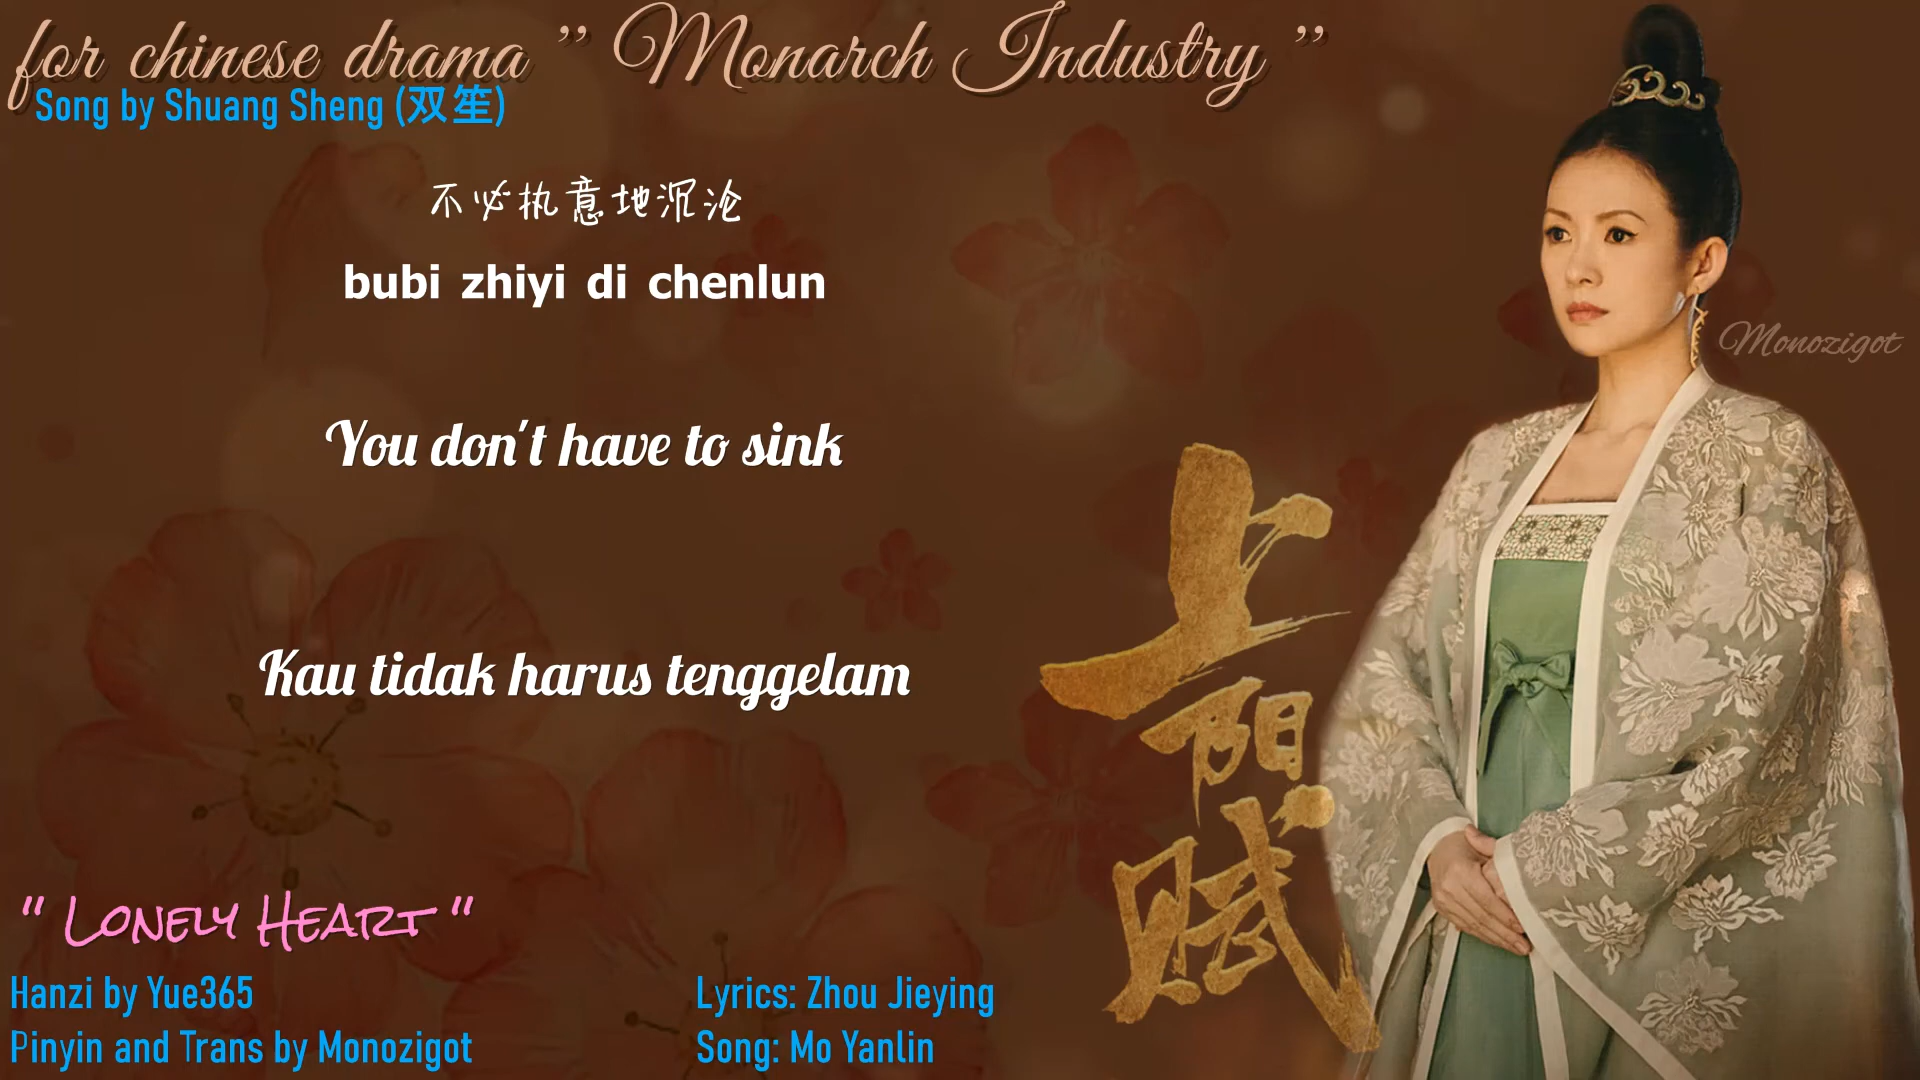 for chinese drama " Monarch Industry "
Song by Shuang Sheng (双笙)
不必执意地沉沦
bubi zhiyi di chenlun
Monozigot
You don't have to sink
Kau tidak harus tenggelam
上
阳
赋
" Lonely Heart "
Hanzi by Yue365
Pinyin and Trans by Monozigot
Lyrics: Zhou Jieying
Song: Mo Yanlin